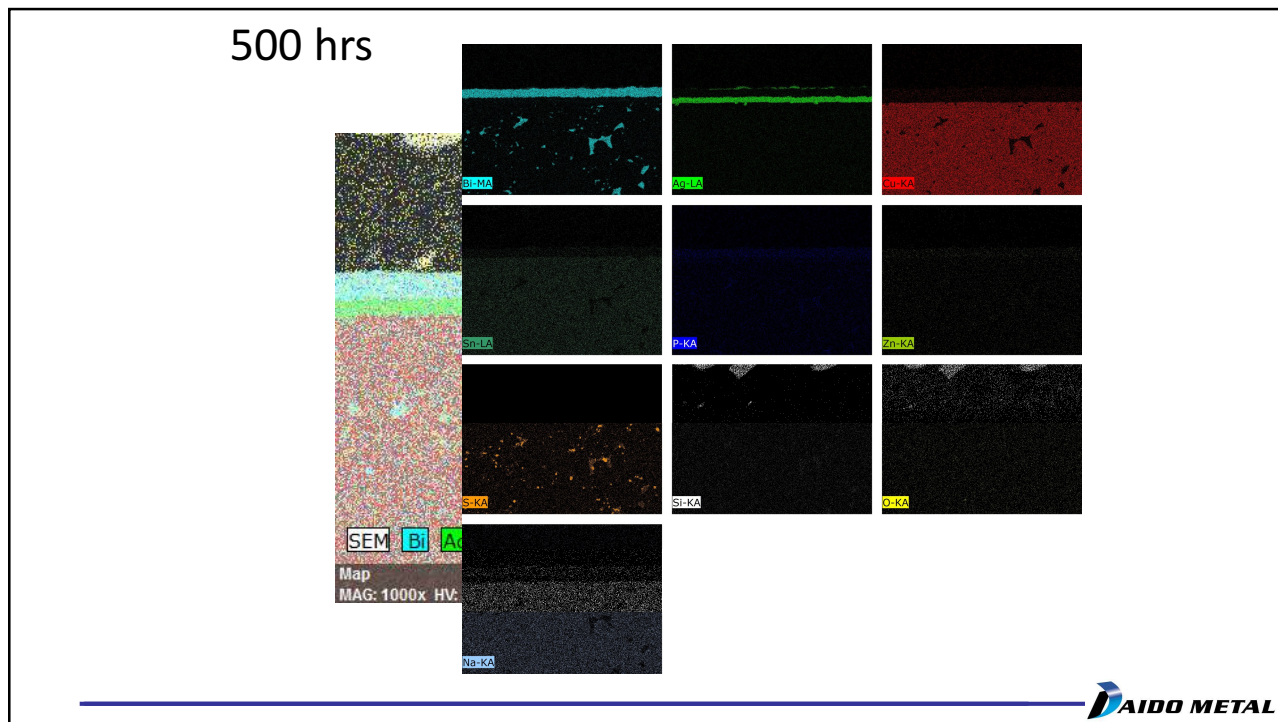 500 hrs
Bi-MA
Ag-LA
Cu-KA
Sn-LA
P-KA
Zn-KA
S-KA
Si-KA
O-KA
SEM Bi
Map
MAG: 1000x HV:
Na-KA
DAIDO METAL